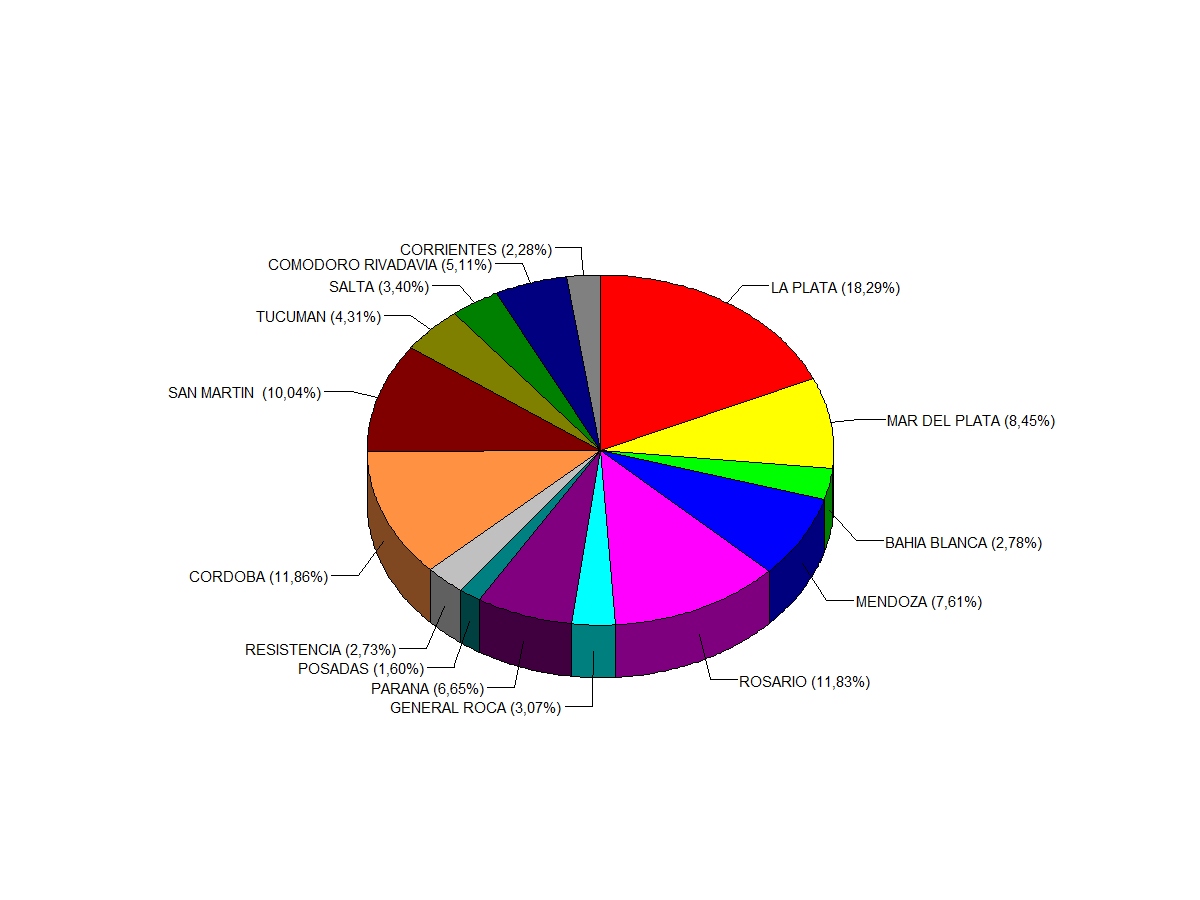 CORRIENTES (2,28%)
COMODORO RIVADAVIA (5,11%)
SALTA (3,40%)
LA PLATA (18,29%)
TUCUMAN (4,31%)
SAN MARTIN  (10,04%)
MAR DEL PLATA (8,45%)
BAHIA BLANCA (2,78%)
CORDOBA (11,86%)
MENDOZA (7,61%)
RESISTENCIA (2,73%)
POSADAS (1,60%)
ROSARIO (11,83%)
PARANA (6,65%)
GENERAL ROCA (3,07%)